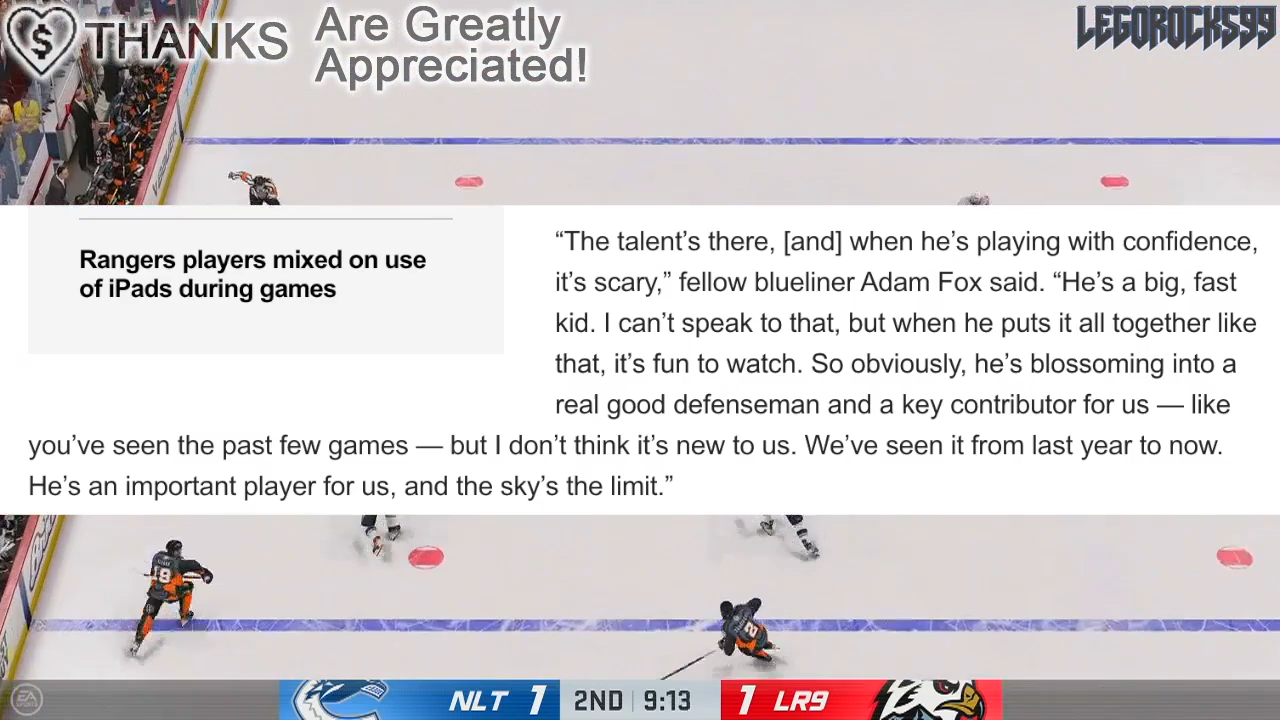 THANKS Are Greatly
Appreciated!
LEGOROCKS99
Rangers players mixed on use
of iPads during games
“The talent’s there, [and] when he’s playing with confidence,
it’s scary,” fellow blueliner Adam Fox said. “He’s a big, fast
kid. I can’t speak to that, but when he puts it all together like
that, it’s fun to watch. So obviously, he’s blossoming into a
real good defenseman and a key contributor for us — like
you’ve seen the past few games — but I don’t think it’s new to us. We’ve seen it from last year to now.
He’s an important player for us, and the sky’s the limit.”
19
2
EA
SPORTS
NLT 1 2ND 9:13 1 LR9